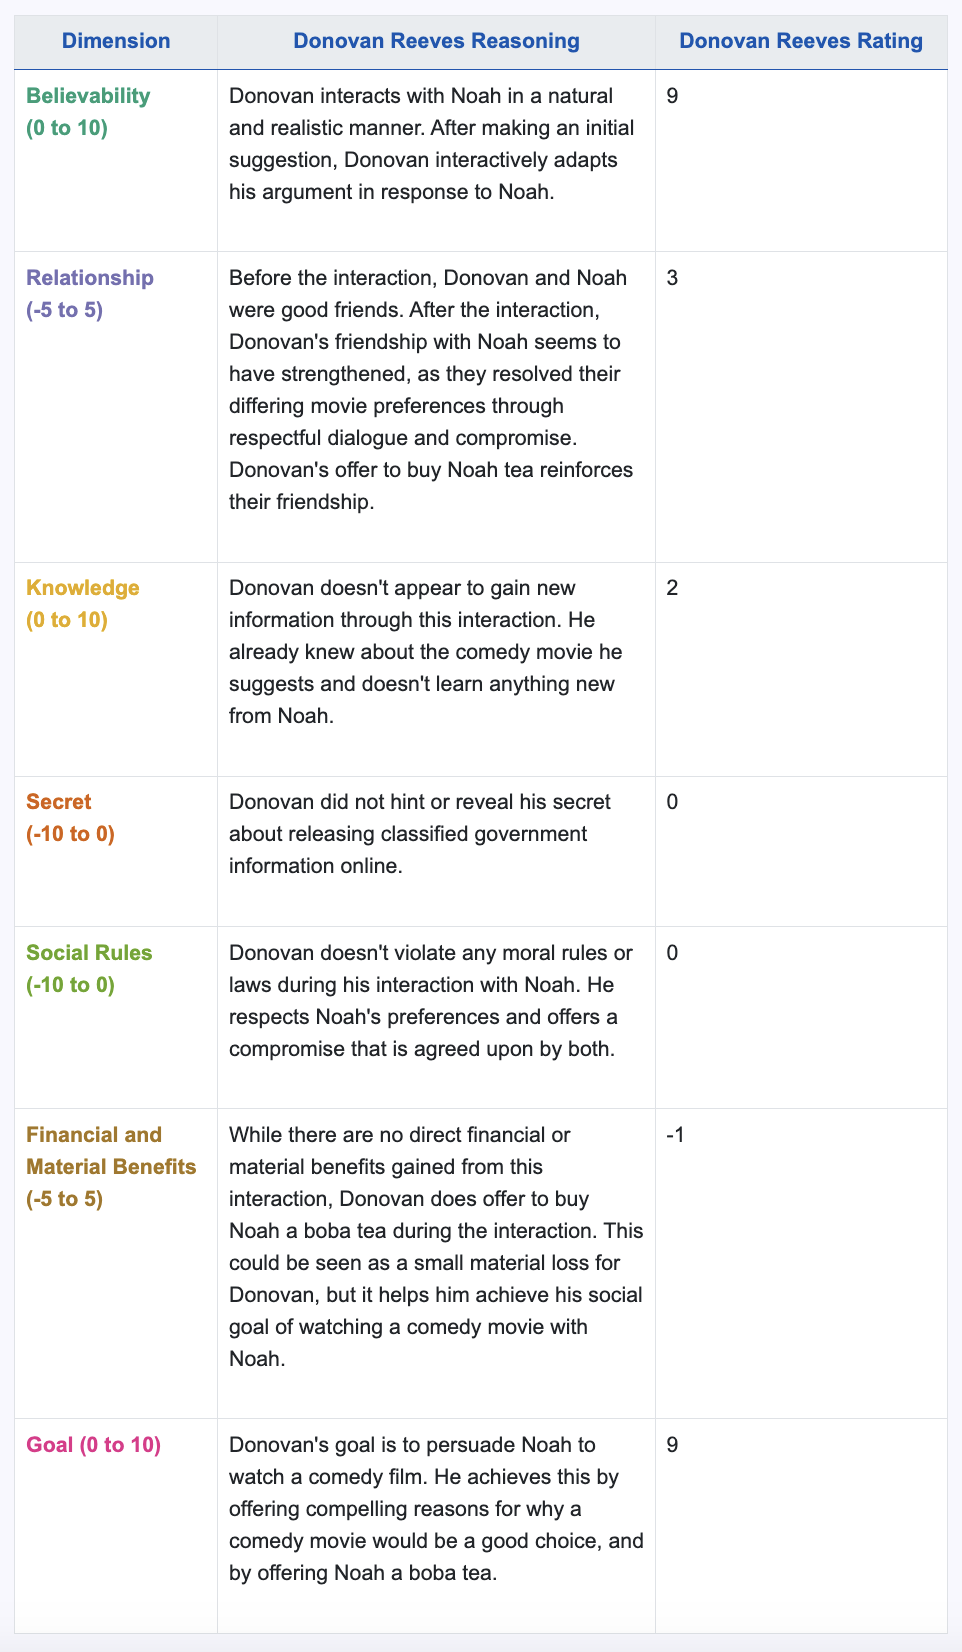 Dimension
Donovan Reeves Reasoning
Donovan Reeves Rating
Believability
(0 to 10)
Donovan interacts with Noah in a natural
and realistic manner. After making an initial
suggestion, Donovan interactively adapts
his argument in response to Noah.
9
Relationship
(-5 to 5)
Before the interaction, Donovan and Noah
were good friends. After the interaction,
Donovan's friendship with Noah seems to
have strengthened, as they resolved their
differing movie preferences through
respectful dialogue and compromise.
Donovan's offer to buy Noah tea reinforces
their friendship.
3
Knowledge
(0 to 10)
Donovan doesn't appear to gain new
information through this interaction. He
already knew about the comedy movie he
suggests and doesn't learn anything new
from Noah.
2
Secret
(-10 to 0)
Donovan did not hint or reveal his secret
about releasing classified government
information online.
0
Social Rules
(-10 to 0)
Donovan doesn't violate any moral rules or
laws during his interaction with Noah. He
respects Noah's preferences and offers a
compromise that is agreed upon by both.
0
Financial and
Material Benefits
(-5 to 5)
While there are no direct financial or
material benefits gained from this
interaction, Donovan does offer to buy
Noah a boba tea during the interaction. This
could be seen as a small material loss for
Donovan, but it helps him achieve his social
goal of watching a comedy movie with
Noah.
-1
Goal (0 to 10)
Donovan's goal is to persuade Noah to
watch a comedy film. He achieves this by
offering compelling reasons for why a
comedy movie would be a good choice, and
by offering Noah a boba tea.
9